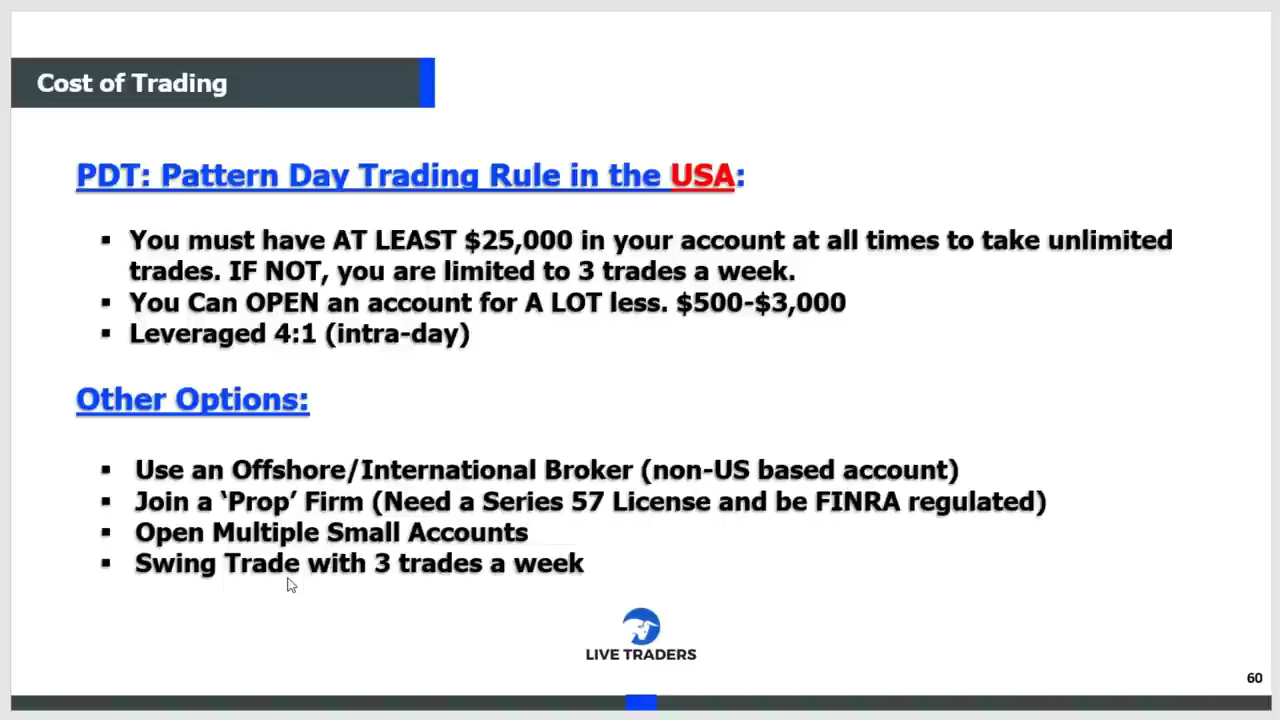 Cost of Trading
PDT: Pattern Day Trading Rule in the USA:
▪ You must have AT LEAST $25,000 in your account at all times to take unlimited
trades. IF NOT, you are limited to 3 trades a week.
▪ You Can OPEN an account for A LOT less. $500-$3,000
▪ Leveraged 4:1 (intra-day)
Other Options:
▪ Use an Offshore/International Broker (non-US based account)
▪ Join a ‘Prop’ Firm (Need a Series 57 License and be FINRA regulated)
▪ Open Multiple Small Accounts
▪ Swing Trade with 3 trades a week
LIVE TRADERS
60